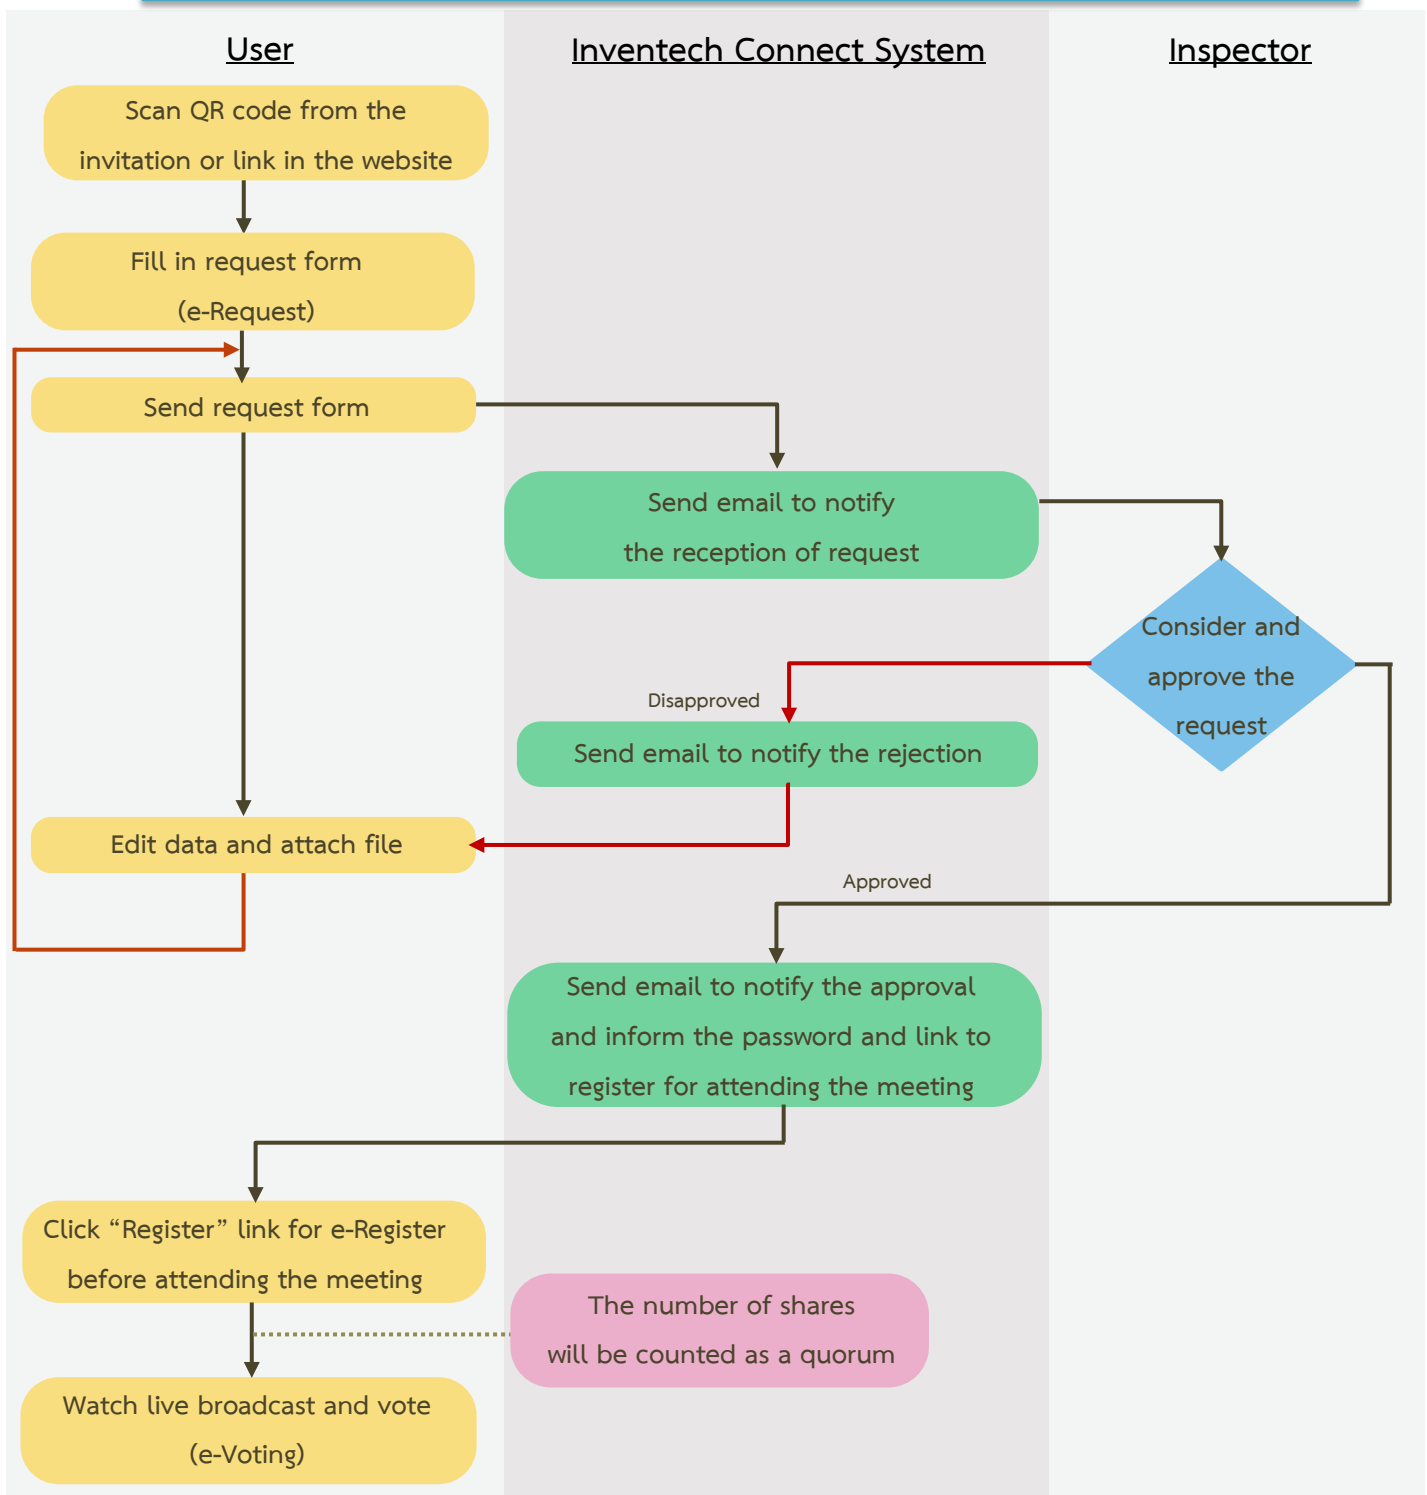 User
Inventech Connect System
Inspector
Scan QR code from the
invitation or link in the website
Fill in request form
(e-Request)
Send request form
Send email to notify
the reception of request
Consider and
approve the
request
Disapproved
Send email to notify the rejection
Edit data and attach file
Approved
Send email to notify the approval
and inform the password and link to
register for attending the meeting
Click “Register” link for e-Register
before attending the meeting
The number of shares
will be counted as a quorum
Watch live broadcast and vote
(e-Voting)